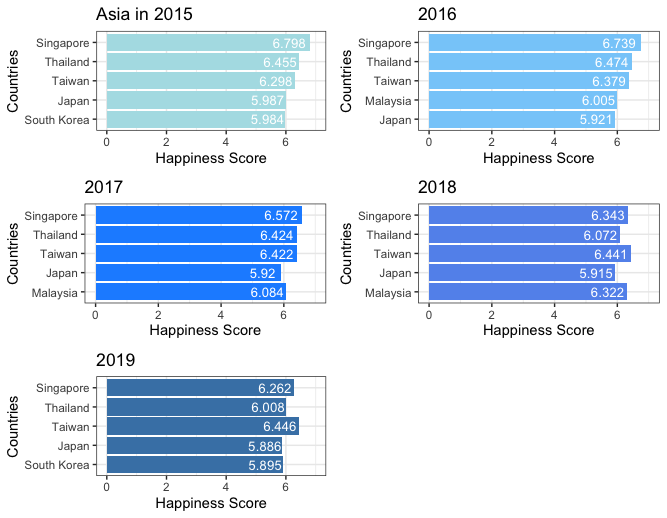 Asia in 2015
Countries
Singapore 6.798
Thailand 6.455
Taiwan 6.298
Japan 5.987
South Korea 5.984
0 2 4 6
Happiness Score
2016
Countries
Singapore 6.739
Thailand 6.474
Taiwan 6.379
Malaysia 6.005
Japan 5.921
0 2 4 6
Happiness Score
2017
Countries
Singapore 6.572
Thailand 6.424
Taiwan 6.422
Japan 5.92
Malaysia 6.084
0 2 4 6
Happiness Score
2018
Countries
Singapore 6.343
Thailand 6.072
Taiwan 6.441
Japan 5.915
Malaysia 6.322
0 2 4 6
Happiness Score
2019
Countries
Singapore 6.262
Thailand 6.008
Taiwan 6.446
Japan 5.886
South Korea 5.895
0 2 4 6
Happiness Score